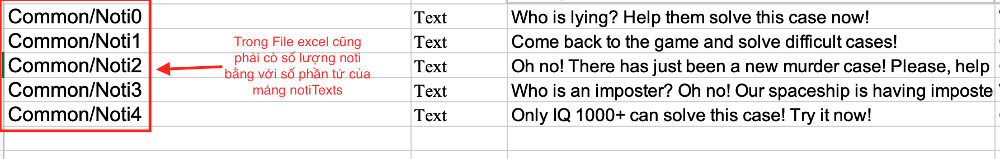 Common/Noti0 Text Who is lying? Help them solve this case now!
Common/Noti1 Text Come back to the game and solve difficult cases!
Common/Noti2 Text Oh no! There has just been a new murder case! Please, help
Common/Noti3 Text Who is an imposter? Oh no! Our spaceship is having imposte
Common/Noti4 Text Only IQ 1000+ can solve this case! Try it now!
Trong File excel cũng
phải cò số lượng noti
bằng với số phần tử của
mảng notiTexts